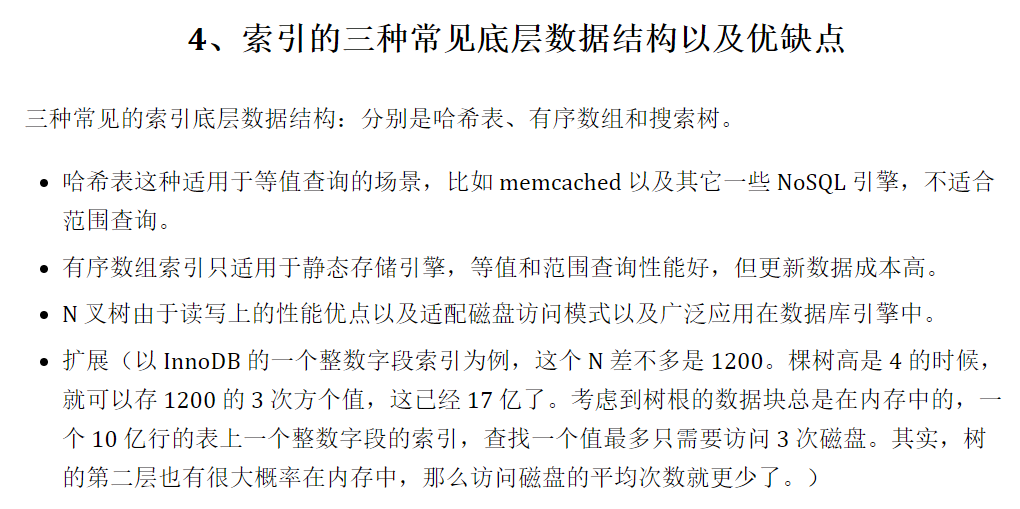 4、索引的三种常见底层数据结构以及优缺点
三种常见的索引底层数据结构：分别是哈希表、有序数组和搜索树。
• 哈希表这种适用于等值查询的场景，比如 memcached 以及其它一些 NoSQL 引擎，不适合
范围查询。
• 有序数组索引只适用于静态存储引擎，等值和范围查询性能好，但更新数据成本高。
• N 叉树由于读写上的性能优点以及适配磁盘访问模式以及广泛应用在数据库引擎中。
• 扩展（以 InnoDB 的一个整数字段索引为例，这个 N 差不多是 1200。棵树高是 4 的时候，
就可以存 1200 的 3 次方个值，这已经 17 亿了。考虑到树根的数据块总是在内存中的，一
个 10 亿行的表上一个整数字段的索引，查找一个值最多只需要访问 3 次磁盘。其实，树
的第二层也有很大概率在内存中，那么访问磁盘的平均次数就更少了。）